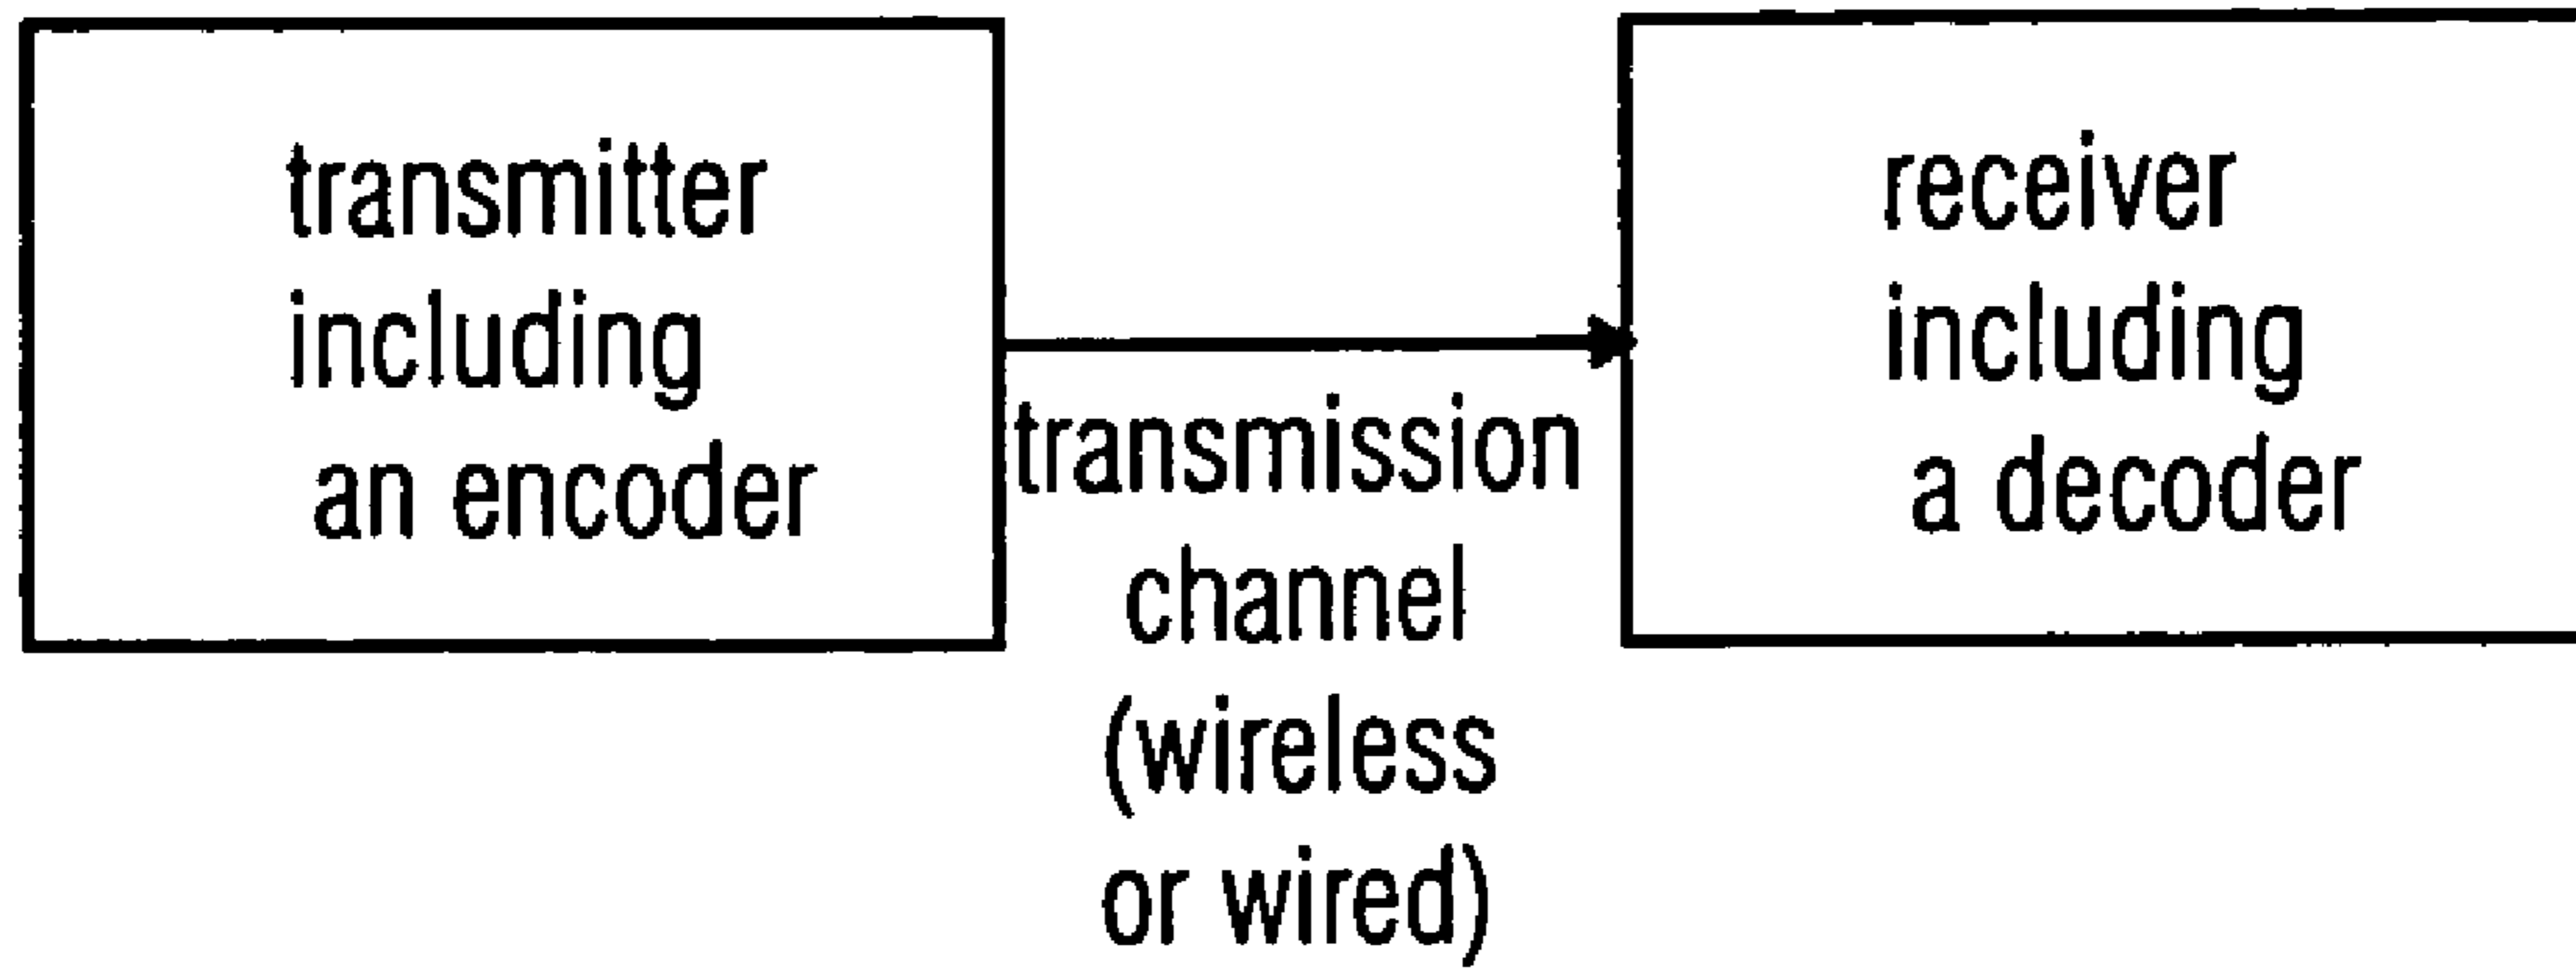 transmitter
including
an encoder
transmission
channel
(wireless
or wired)
receiver
including
a decoder